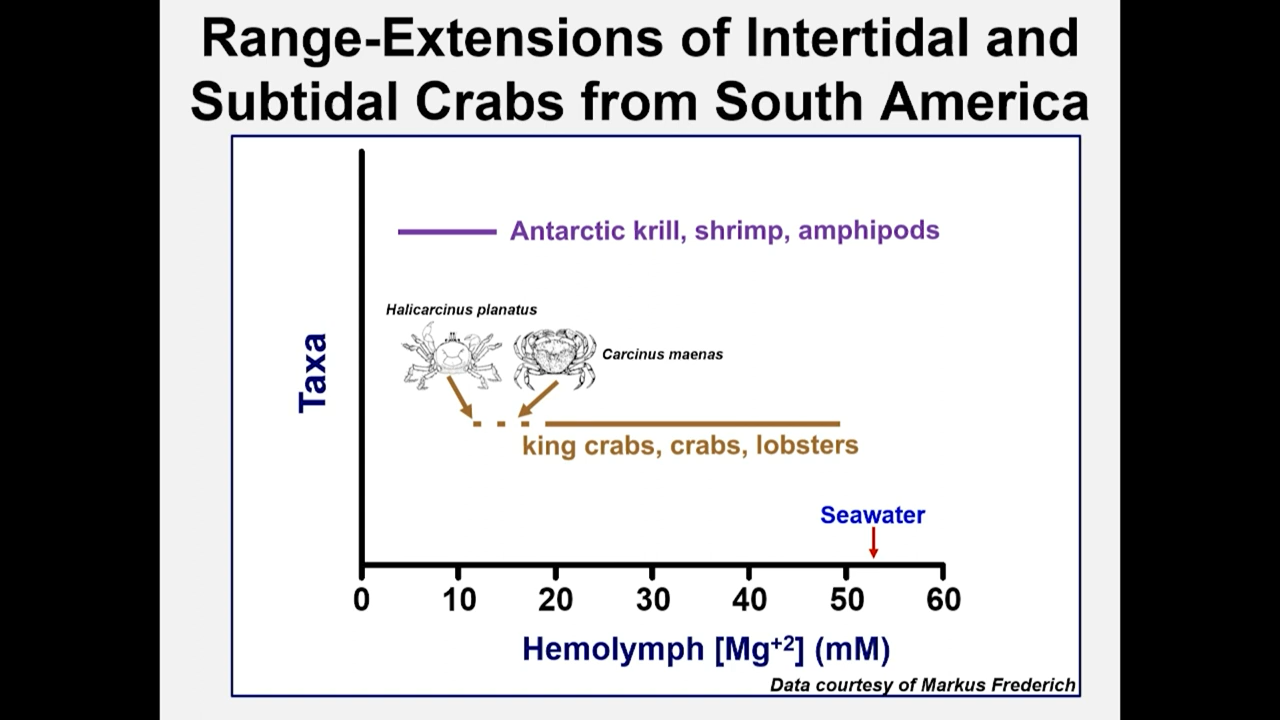 Range-Extensions of Intertidal and
Subtidal Crabs from South America
Antarctic krill, shrimp, amphipods
Halicarcinus planatus
Carcinus maenas
Taxa
king crabs, crabs, lobsters
Seawater
0 10 20 30 40 50 60
Hemolymph [Mg⁺²] (mM)
Data courtesy of Markus Frederich